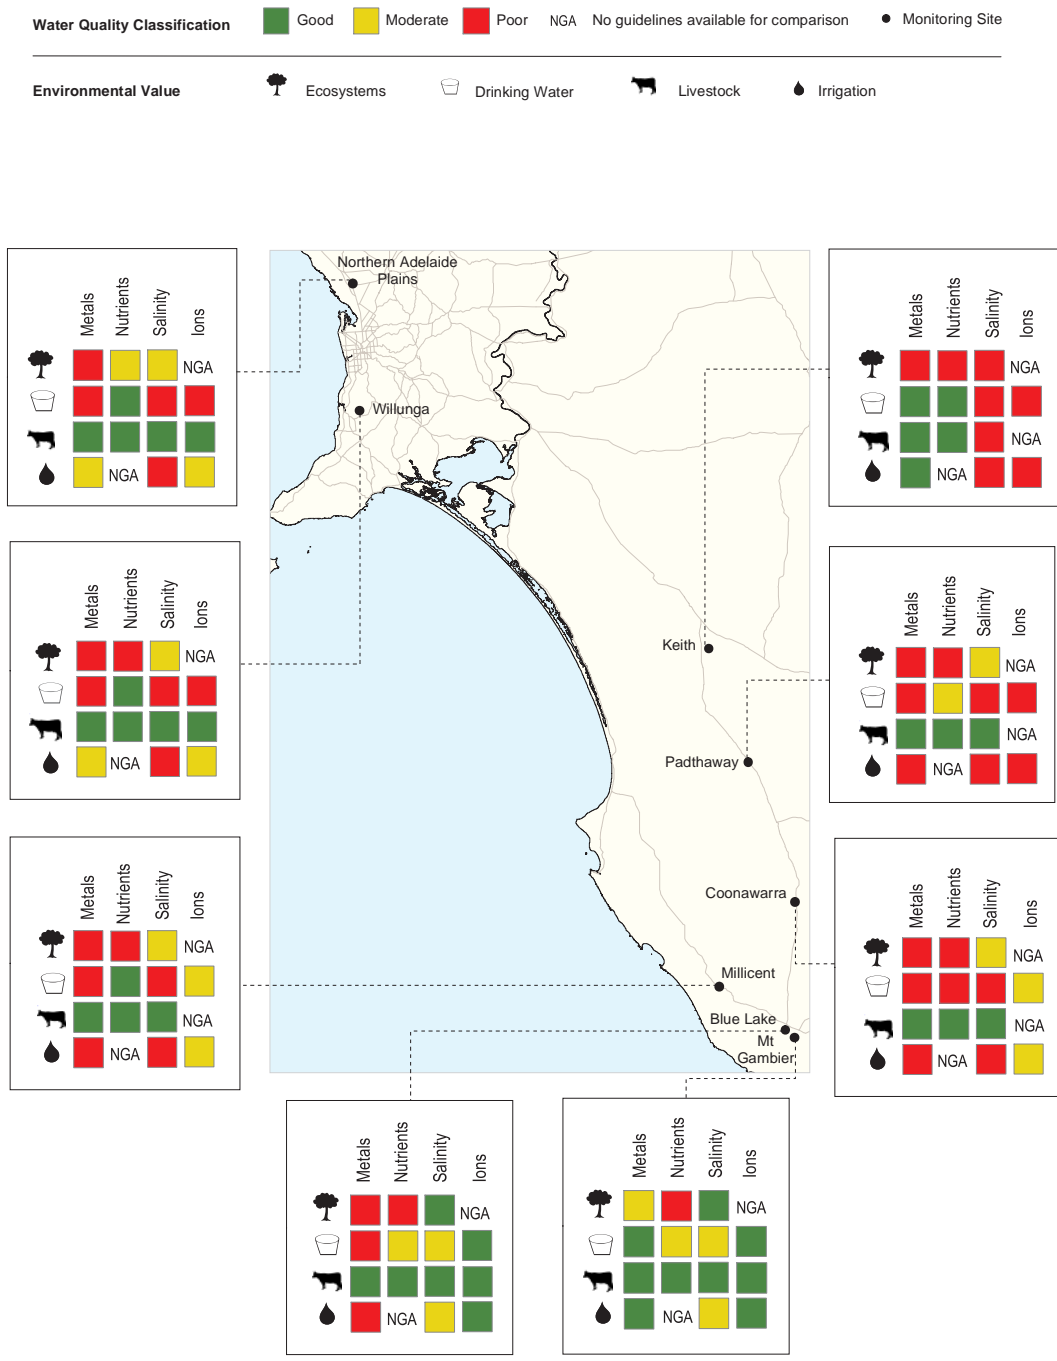 Water Quality Classification Good Moderate Poor NGA No guidelines available for comparison Monitoring Site
Environmental Value Ecosystems Drinking Water Livestock Irrigation
Metals Nutrients Salinity Ions
NGA
NGA
Northern Adelaide
Plains
Willunga
Keith
Padthaway
Coonawarra
Millicent
Blue Lake
Mt
Gambier
Metals Nutrients Salinity Ions
NGA
NGA
NGA
Metals Nutrients Salinity Ions
NGA
NGA
Metals Nutrients Salinity Ions
NGA
NGA
NGA
Metals Nutrients Salinity Ions
NGA
NGA
NGA
Metals Nutrients Salinity Ions
NGA
NGA
NGA
Metals Nutrients Salinity Ions
NGA
NGA
Metals Nutrients Salinity Ions
NGA
NGA